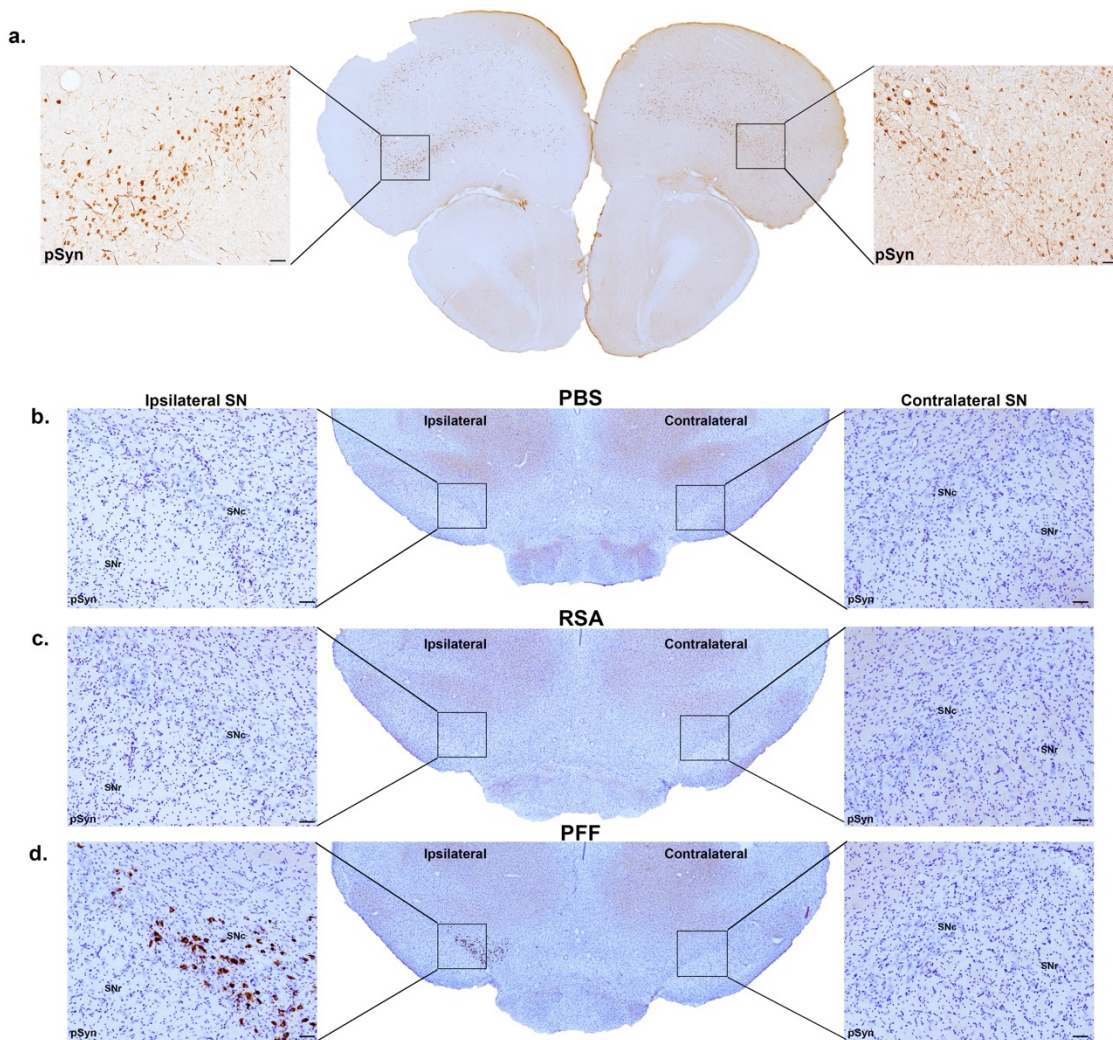 a.
pSyn
pSyn
Ipsilateral SN
PBS
Contralateral SN
b.
Ipsilateral
Contralateral
SNc
SNr
pSyn
SNc
SNr
pSyn
RSA
c.
Ipsilateral
Contralateral
SNc
SNr
pSyn
SNc
SNr
pSyn
PFF
d.
Ipsilateral
Contralateral
SNc
SNr
pSyn
SNc
SNr
pSyn